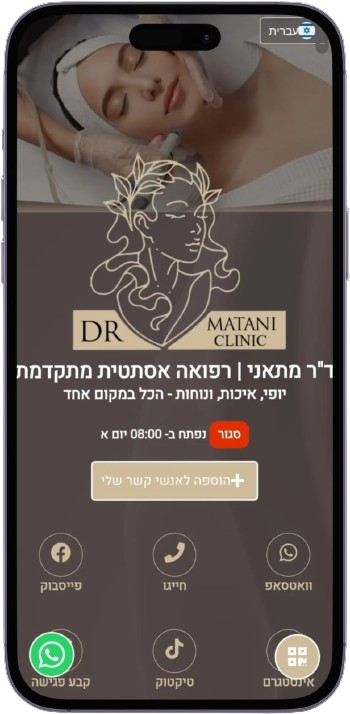 עברית
DR MATANI
CLINIC
ד"ר מתאני | רפואה אסתטית מתקדמת
יופי, איכות, ונוחות - הכל במקום אחד
סגור נפתח ב- 08:00 יום א
הוספה לאנשי קשר שלי
וואטסאפ חייגו פייסבוק
אינסטגרם טיקטוק קבע פגישה